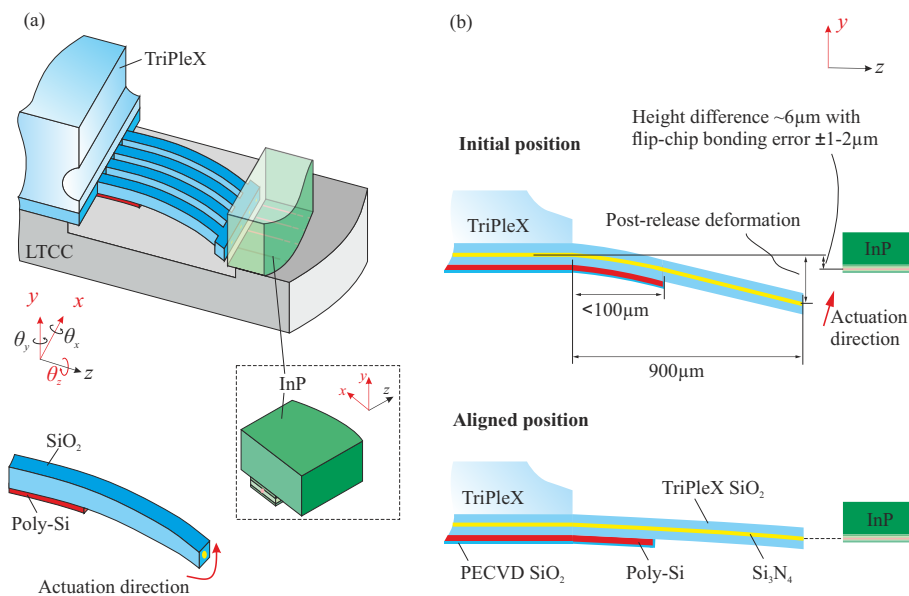 (a)
TriPleX
LTCC
y
x
θy
θx
θz
z
InP
x
y
z
SiO₂
Poly-Si
Actuation direction
(b)
y
z
Height difference ~6µm with
flip-chip bonding error ±1-2µm
Initial position
Post-release deformation
TriPleX
InP
<100µm
Actuation
direction
900µm
Aligned position
TriPleX SiO₂
TriPleX
InP
PECVD SiO₂
Poly-Si
Si₃N₄